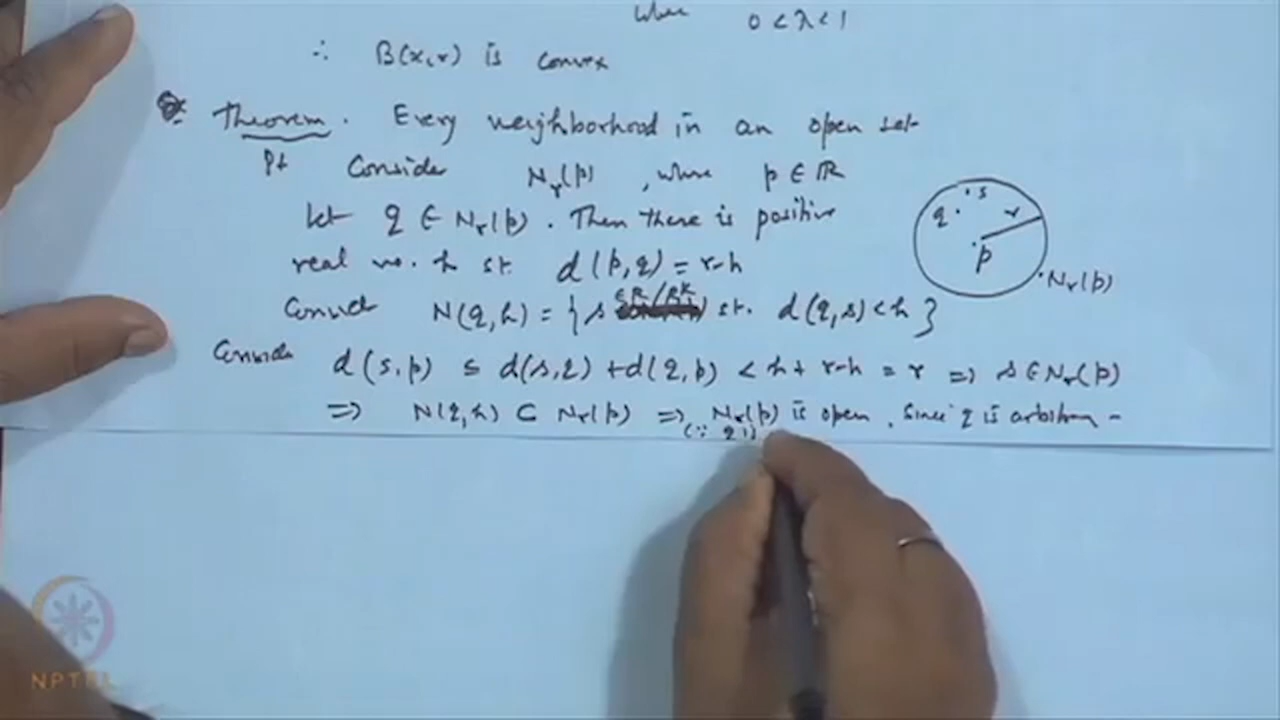 when 0 < λ < 1
∴ B(x,r) is convex
Theorem. Every neighborhood in an open set
Pf Consider N_r(p), where p ∈ ℝ
Let q ∈ N_r(p). Then there is positive
real no. h st. d(p,q) = r-h
Consider N(q,h) = { s ∈ R/R^k st. d(q,s) < h }
Consider d(s,p) ≤ d(s,q) + d(q,p) < h + r-h = r ⇒ s ∈ N_r(p)
⇒ N(q,h) ⊂ N_r(p) ⇒ N_r(p) is open, since q is arbitrary
(∵ q i)
s
q r
p
N_r(p)
NPTEL